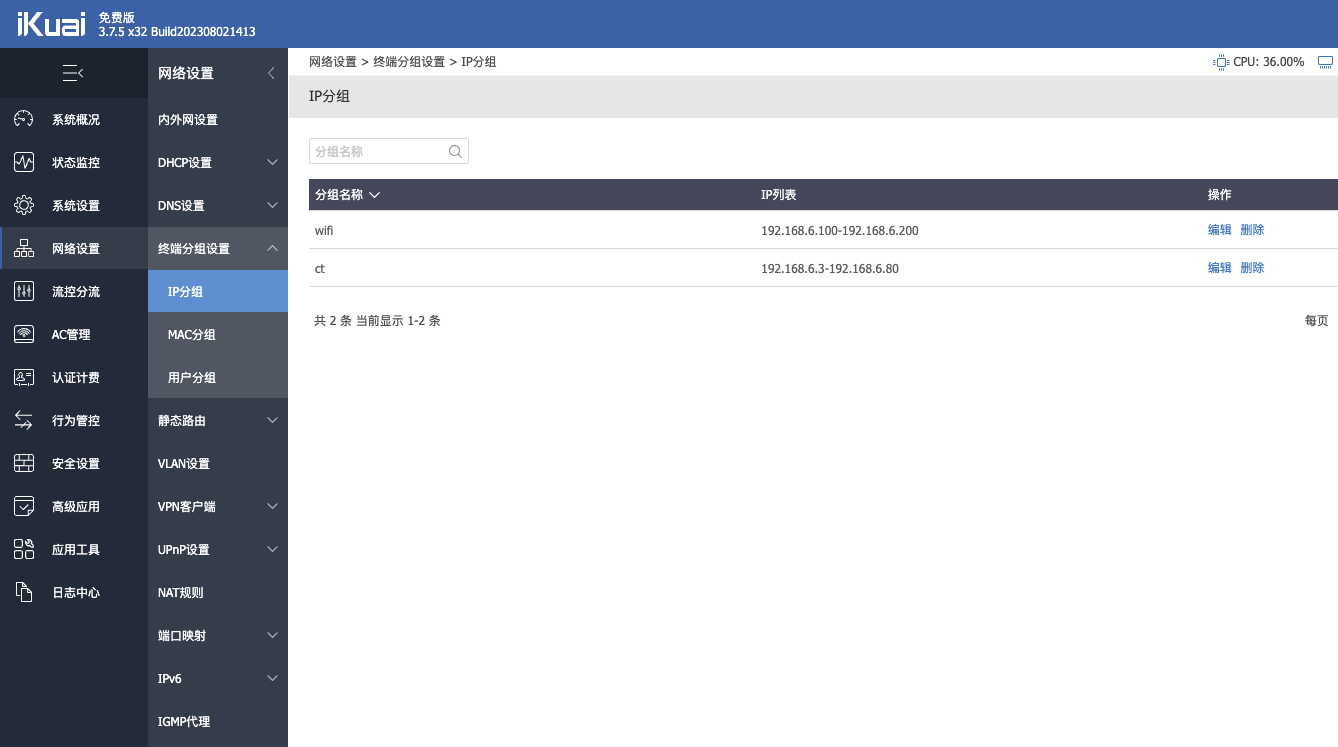 iKuai 免费版
3.7.5 x32 Build202308021413
网络设置 > 终端分组设置 > IP分组
CPU: 36.00%
系统概况
状态监控
系统设置
网络设置
流控分流
AC管理
认证计费
行为管控
安全设置
高级应用
应用工具
日志中心
网络设置
内外网设置
DHCP设置
DNS设置
终端分组设置
IP分组
MAC分组
用户分组
静态路由
VLAN设置
VPN客户端
UPnP设置
NAT规则
端口映射
IPv6
IGMP代理
IP分组
分组名称
分组名称 IP列表 操作
wifi 192.168.6.100-192.168.6.200 编辑 删除
ct 192.168.6.3-192.168.6.80 编辑 删除
共 2 条 当前显示 1-2 条 每页